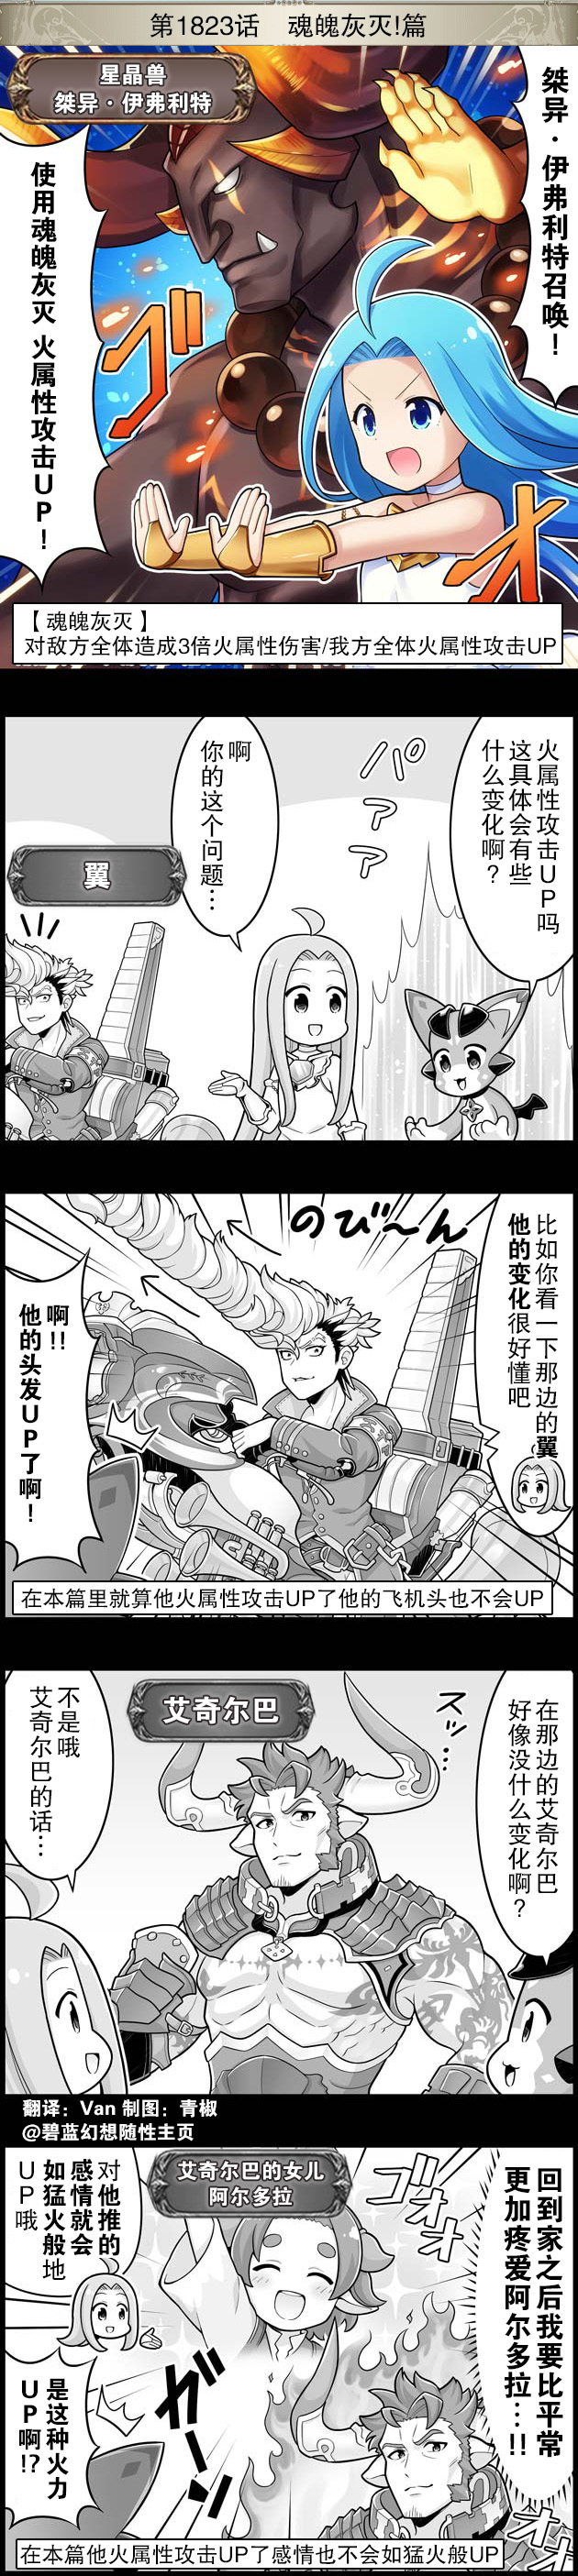 第1823话 魂魄灰灭!篇
桀异·伊弗利特召唤！
星晶兽
桀异·伊弗利特
使用魂魄灰灭 火属性攻击UP！
ゴ
オ
【魂魄灰灭】
对敌方全体造成3倍火属性伤害/我方全体火属性攻击UP
火属性攻击UP吗
这具体会有些
什么变化啊？
パァァ
啊
你的这个问题…
翼
比如你看一下那边的翼
他的变化很好懂吧
のび〜ん
啊!!
他的头发UP了啊！
在本篇里就算他火属性攻击UP了他的飞机头也不会UP
在那边的艾奇尔巴
好像没什么变化啊？
スッ…
艾奇尔巴
不是哦
艾奇尔巴的话…
翻译：Van 制图：青椒
@碧蓝幻想随性主页
回到家之后我要比平常
更加疼爱阿尔多拉…!!
ゴオオ
艾奇尔巴的女儿
阿尔多拉
对他推的
感情就会
如猛火般地
UP哦
ガーン
是这种火力
UP啊!?
オオ
在本篇他火属性攻击UP了感情也不会如猛火般UP